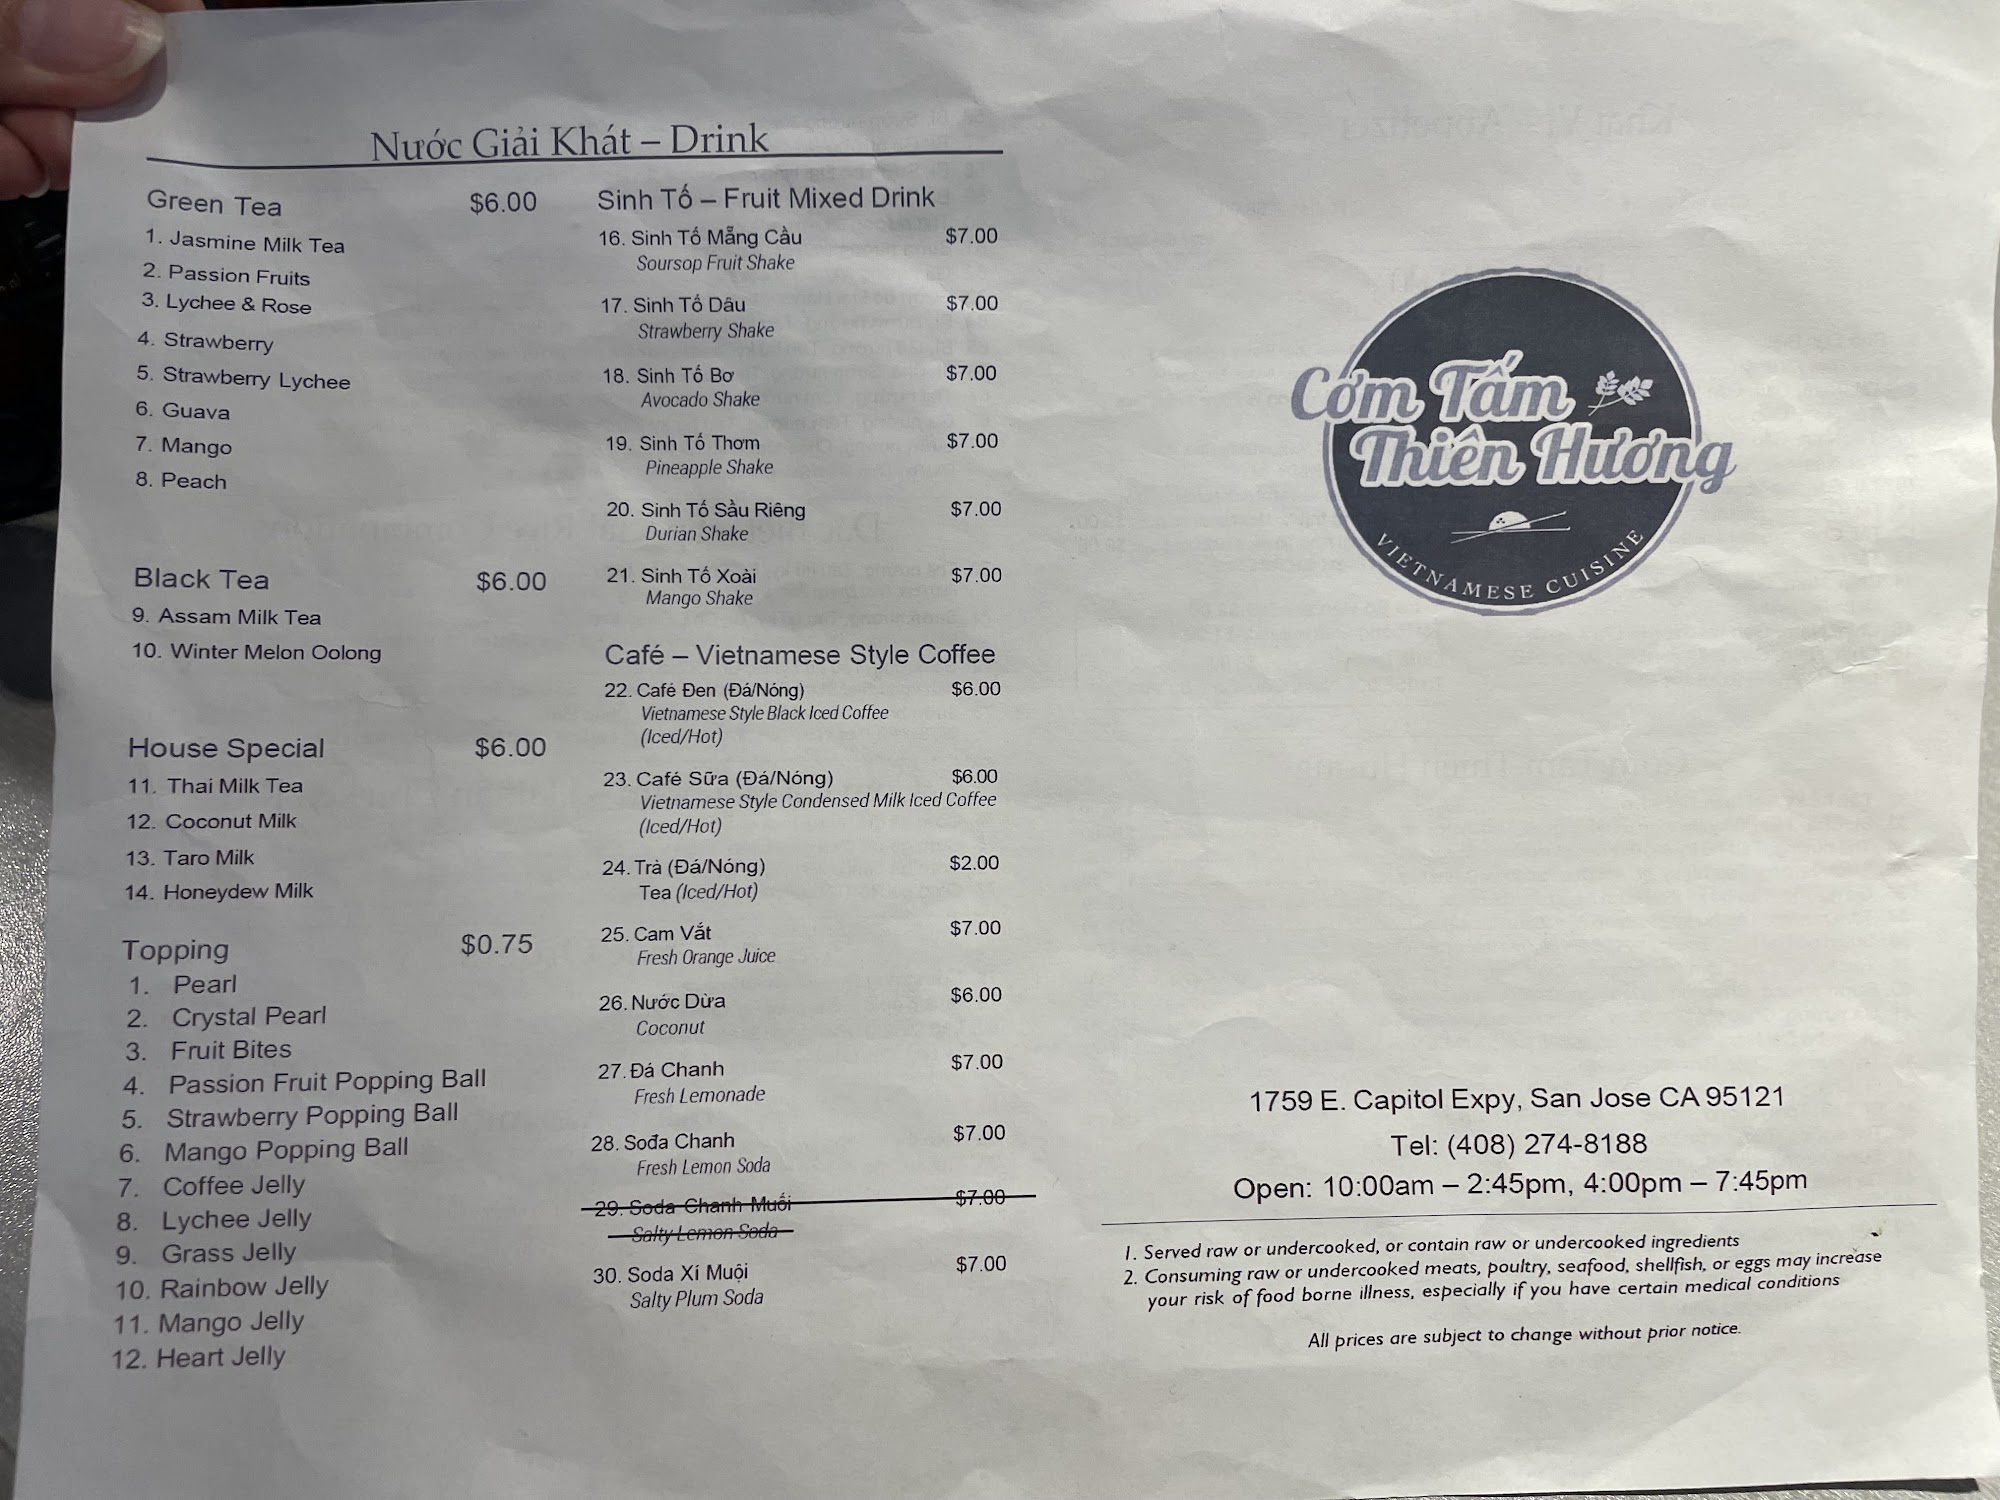 Nước Giải Khát – Drink
Green Tea $6.00
1. Jasmine Milk Tea
2. Passion Fruits
3. Lychee & Rose
4. Strawberry
5. Strawberry Lychee
6. Guava
7. Mango
8. Peach
Black Tea $6.00
9. Assam Milk Tea
10. Winter Melon Oolong
House Special $6.00
11. Thai Milk Tea
12. Coconut Milk
13. Taro Milk
14. Honeydew Milk
Topping $0.75
1. Pearl
2. Crystal Pearl
3. Fruit Bites
4. Passion Fruit Popping Ball
5. Strawberry Popping Ball
6. Mango Popping Ball
7. Coffee Jelly
8. Lychee Jelly
9. Grass Jelly
10. Rainbow Jelly
11. Mango Jelly
12. Heart Jelly
Sinh Tố – Fruit Mixed Drink
16. Sinh Tố Mãng Cầu $7.00
Soursop Fruit Shake
17. Sinh Tố Dâu $7.00
Strawberry Shake
18. Sinh Tố Bơ $7.00
Avocado Shake
19. Sinh Tố Thơm $7.00
Pineapple Shake
20. Sinh Tố Sầu Riêng $7.00
Durian Shake
21. Sinh Tố Xoài $7.00
Mango Shake
Café – Vietnamese Style Coffee
22. Café Đen (Đá/Nóng) $6.00
Vietnamese Style Black Iced Coffee
(Iced/Hot)
23. Café Sữa (Đá/Nóng) $6.00
Vietnamese Style Condensed Milk Iced Coffee
(Iced/Hot)
24. Trà (Đá/Nóng) $2.00
Tea (Iced/Hot)
25. Cam Vắt $7.00
Fresh Orange Juice
26. Nước Dừa $6.00
Coconut
27. Đá Chanh $7.00
Fresh Lemonade
28. Sođa Chanh $7.00
Fresh Lemon Soda
29. Soda Chanh Muối $7.00
Salty Lemon Soda
30. Soda Xí Muội $7.00
Salty Plum Soda
Cơm Tấm
Thiên Hương
VIETNAMESE CUISINE
1759 E. Capitol Expy, San Jose CA 95121
Tel: (408) 274-8188
Open: 10:00am – 2:45pm, 4:00pm – 7:45pm
1. Served raw or undercooked, or contain raw or undercooked ingredients
2. Consuming raw or undercooked meats, poultry, seafood, shellfish, or eggs may increase
your risk of food borne illness, especially if you have certain medical conditions
All prices are subject to change without prior notice.